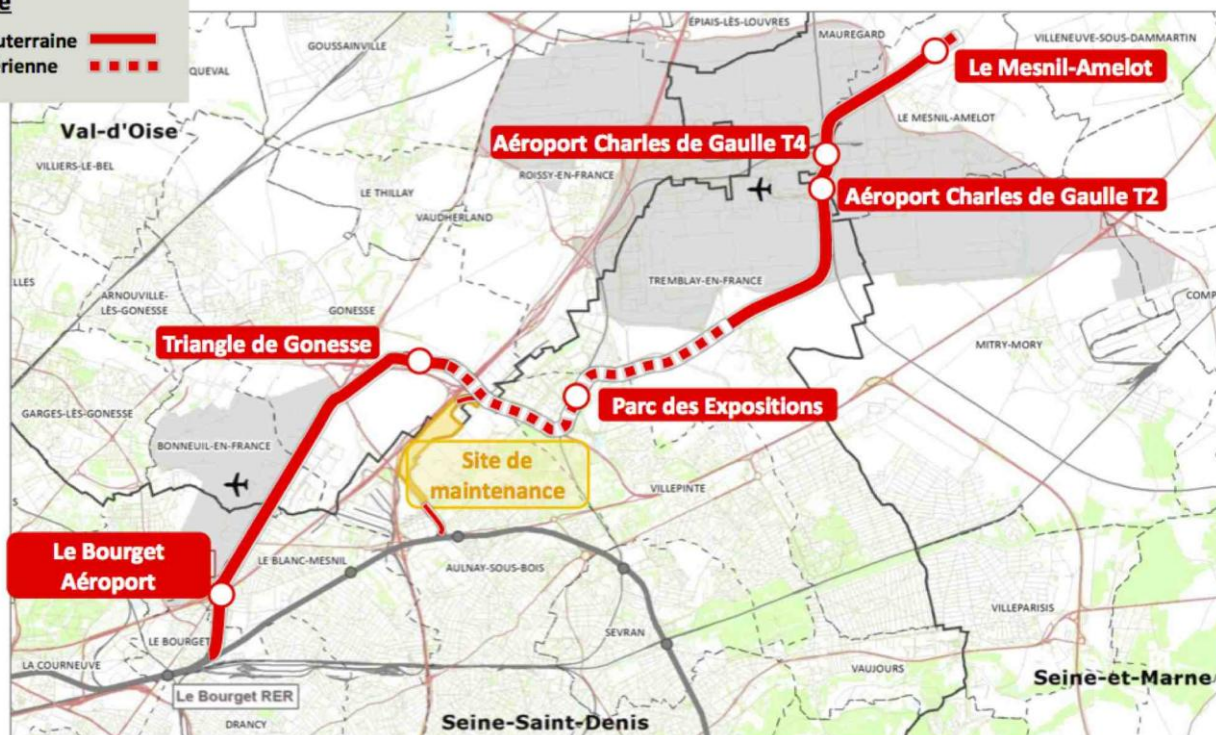 uterraine
rienne
ÉPIAIS-LÈS-LOUVRES
MAUREGARD
VILLENEUVE-SOUS-DAMMARTIN
GOUSSAINVILLE
QUEVAL
Le Mesnil-Amelot
Val-d'Oise
LE MESNIL-AMELOT
Aéroport Charles de Gaulle T4
VILLIERS-LE-BEL
ROISSY-EN-FRANCE
LE THILLAY
Aéroport Charles de Gaulle T2
VAUDHERLAND
TREMBLAY-EN-FRANCE
LLES
ARNOUVILLE-
LÈS-GONESSE
GONESSE
COMP
Triangle de Gonesse
MITRY-MORY
Parc des Expositions
GARGES-LÈS-GONESSE
BONNEUIL-EN-FRANCE
Site de
maintenance
VILLEPINTE
S
Le Bourget
Aéroport
LE BLANC-MESNIL
AULNAY-SOUS-BOIS
VILLEPARISIS
LE BOURGET
SEVRAN
LA COURNEUVE
VAUJOURS
Seine-et-Marne
Le Bourget RER
DRANCY
Seine-Saint-Denis